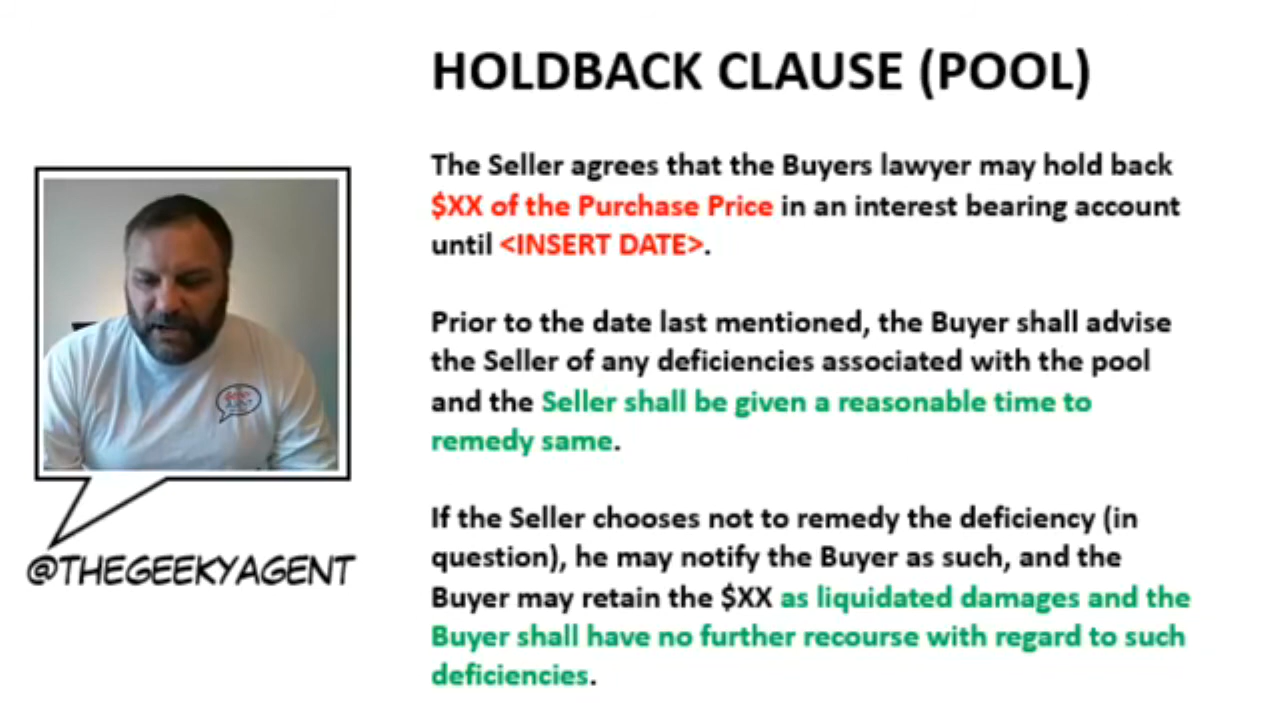 HOLDBACK CLAUSE (POOL)
The Seller agrees that the Buyers lawyer may hold back
$XX of the Purchase Price in an interest bearing account
until <INSERT DATE>.
Prior to the date last mentioned, the Buyer shall advise
the Seller of any deficiencies associated with the pool
and the Seller shall be given a reasonable time to
remedy same.
If the Seller chooses not to remedy the deficiency (in
question), he may notify the Buyer as such, and the
Buyer may retain the $XX as liquidated damages and the
Buyer shall have no further recourse with regard to such
deficiencies.
@THEGEEKYAGENT